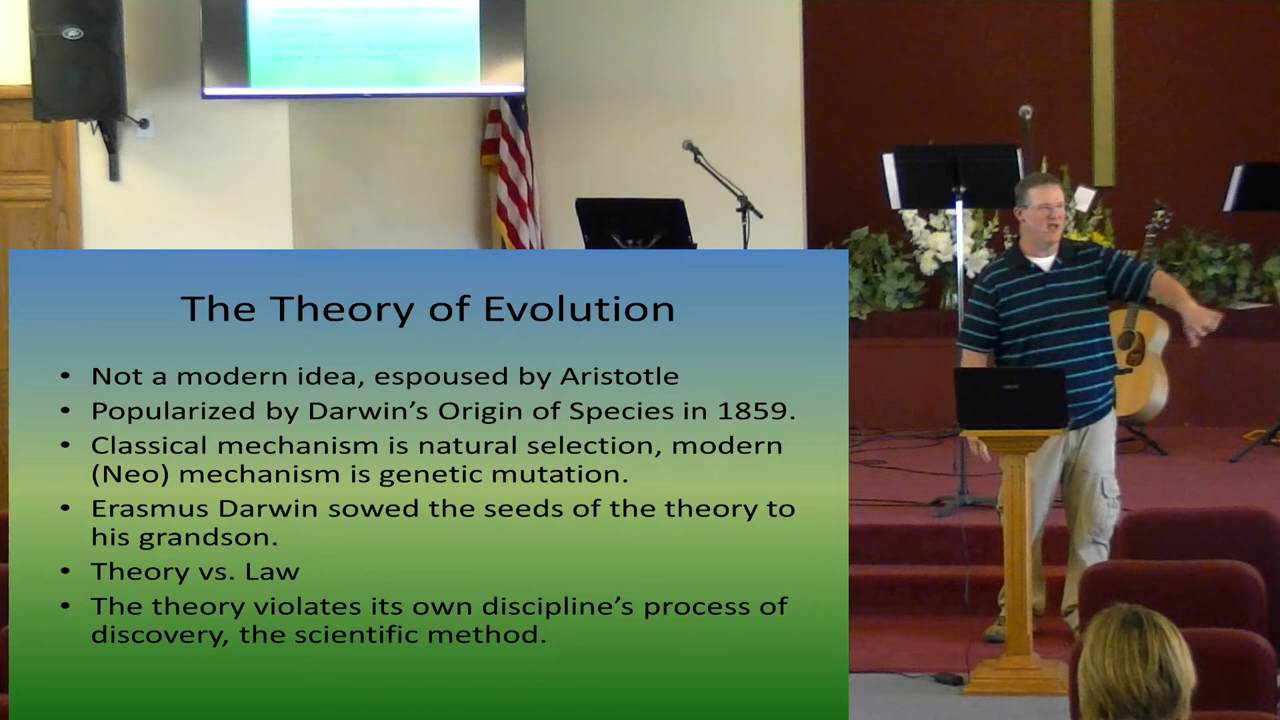 The Theory of Evolution
• Not a modern idea, espoused by Aristotle
• Popularized by Darwin's Origin of Species in 1859.
• Classical mechanism is natural selection, modern
(Neo) mechanism is genetic mutation.
• Erasmus Darwin sowed the seeds of the theory to
his grandson.
• Theory vs. Law
• The theory violates its own discipline's process of
discovery, the scientific method.